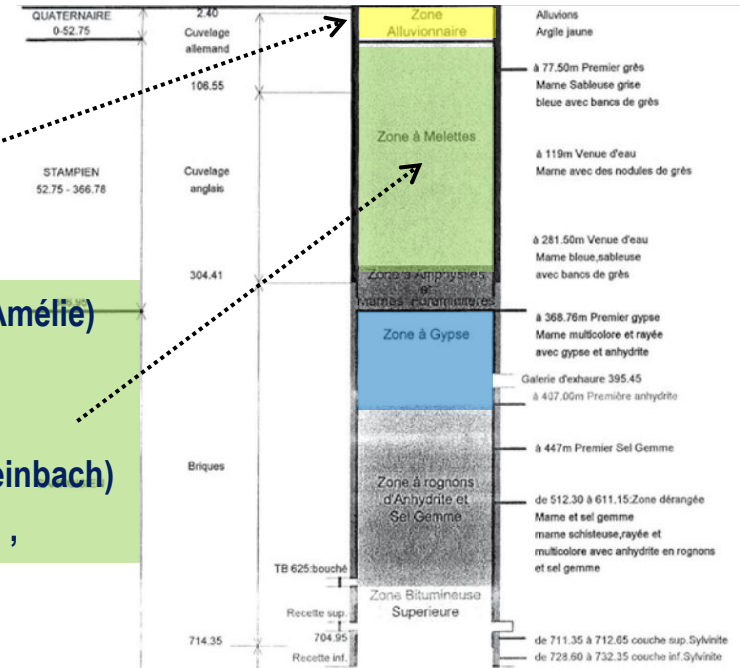 QUATERNAIRE
0-52.75
STAMPIEN
52.75 - 366.78
Amélie)
einbach)
,
2.40
Cuvelage
allemand
106.55
Cuvelage
anglais
304.41
Briques
TB 625:bouché
Recette sup.
714.35
704.95
Recette inf.
Zone
Alluvionnaire
Zone à Melettes
Zone à Amphysiles
et
Marnes Foraminifères
Zone à Gypse
Zone à rognons
d'Anhydrite et
Sel Gemme
Zone Bitumineuse
Superieure
Alluvions
Argile jaune
à 77.50m Premier grès
Marne Sableuse grise
bleue avec bancs de grès
à 119m Venue d'eau
Marne avec des nodules de grès
à 281.50m Venue d'eau
Marne bleue,sableuse
avec bancs de grès
à 368.76m Premier gypse
Marne multicolore et rayée
avec gypse et anhydrite
Galerie d'exhaure 395.45
à 407.00m Première anhydrite
à 447m Premier Sel Gemme
de 512.30 à 611.15:Zone dérangée
Marne et sel gemme
marne schisteuse,rayée et
multicolore avec anhydrite en rognons
et sel gemme
de 711.35 à 712.65 couche sup.Sylvinite
de 728.60 à 732.35 couche inf.Sylvinite